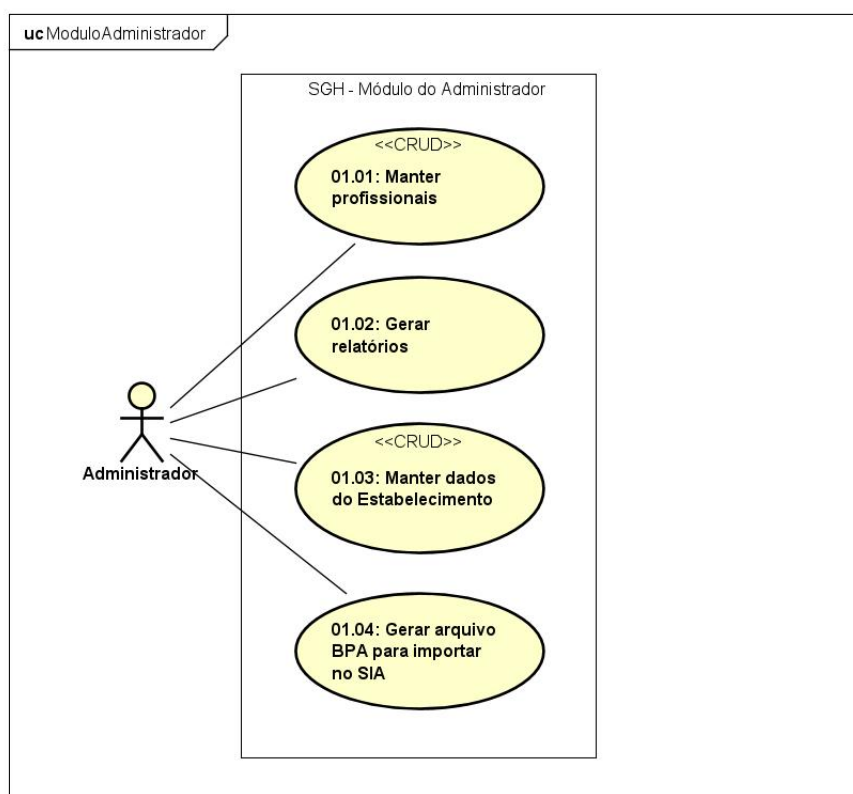 uc ModuloAdministrador
SGH - Módulo do Administrador
<<CRUD>>
01.01: Manter
profissionais
01.02: Gerar
relatórios
<<CRUD>>
01.03: Manter dados
do Estabelecimento
Administrador
01.04: Gerar arquivo
BPA para importar
no SIA